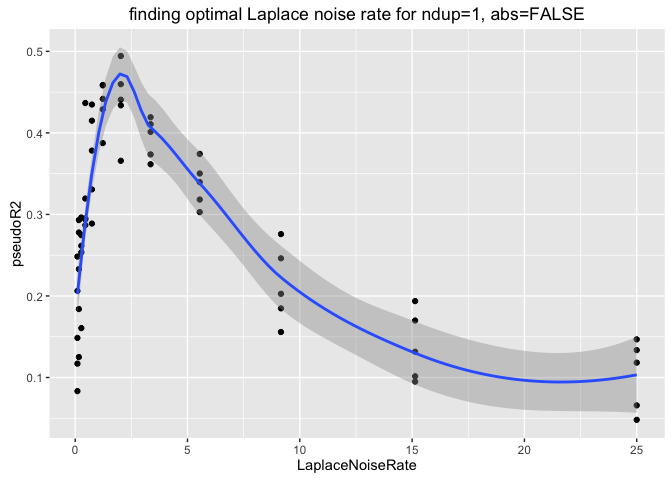 finding optimal Laplace noise rate for ndup=1, abs=FALSE
0.5
0.4
0.3
0.2
0.1
pseudoR2
0 5 10 15 20 25
LaplaceNoiseRate